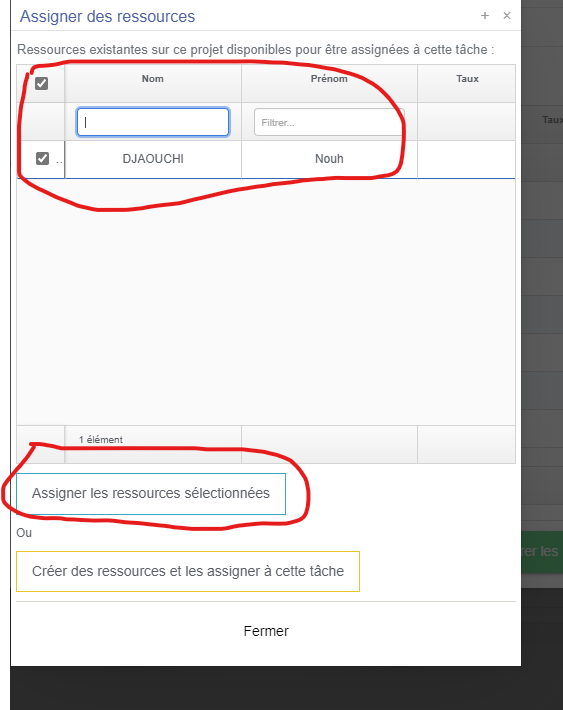 Assigner des ressources
Ressources existantes sur ce projet disponibles pour être assignées à cette tâche :
Nom Prénom Taux
Taux
Filtrer...
.. DJAOUCHI Nouh
1 élément
Assigner les ressources sélectionnées
Ou
rer les
Créer des ressources et les assigner à cette tâche
Fermer